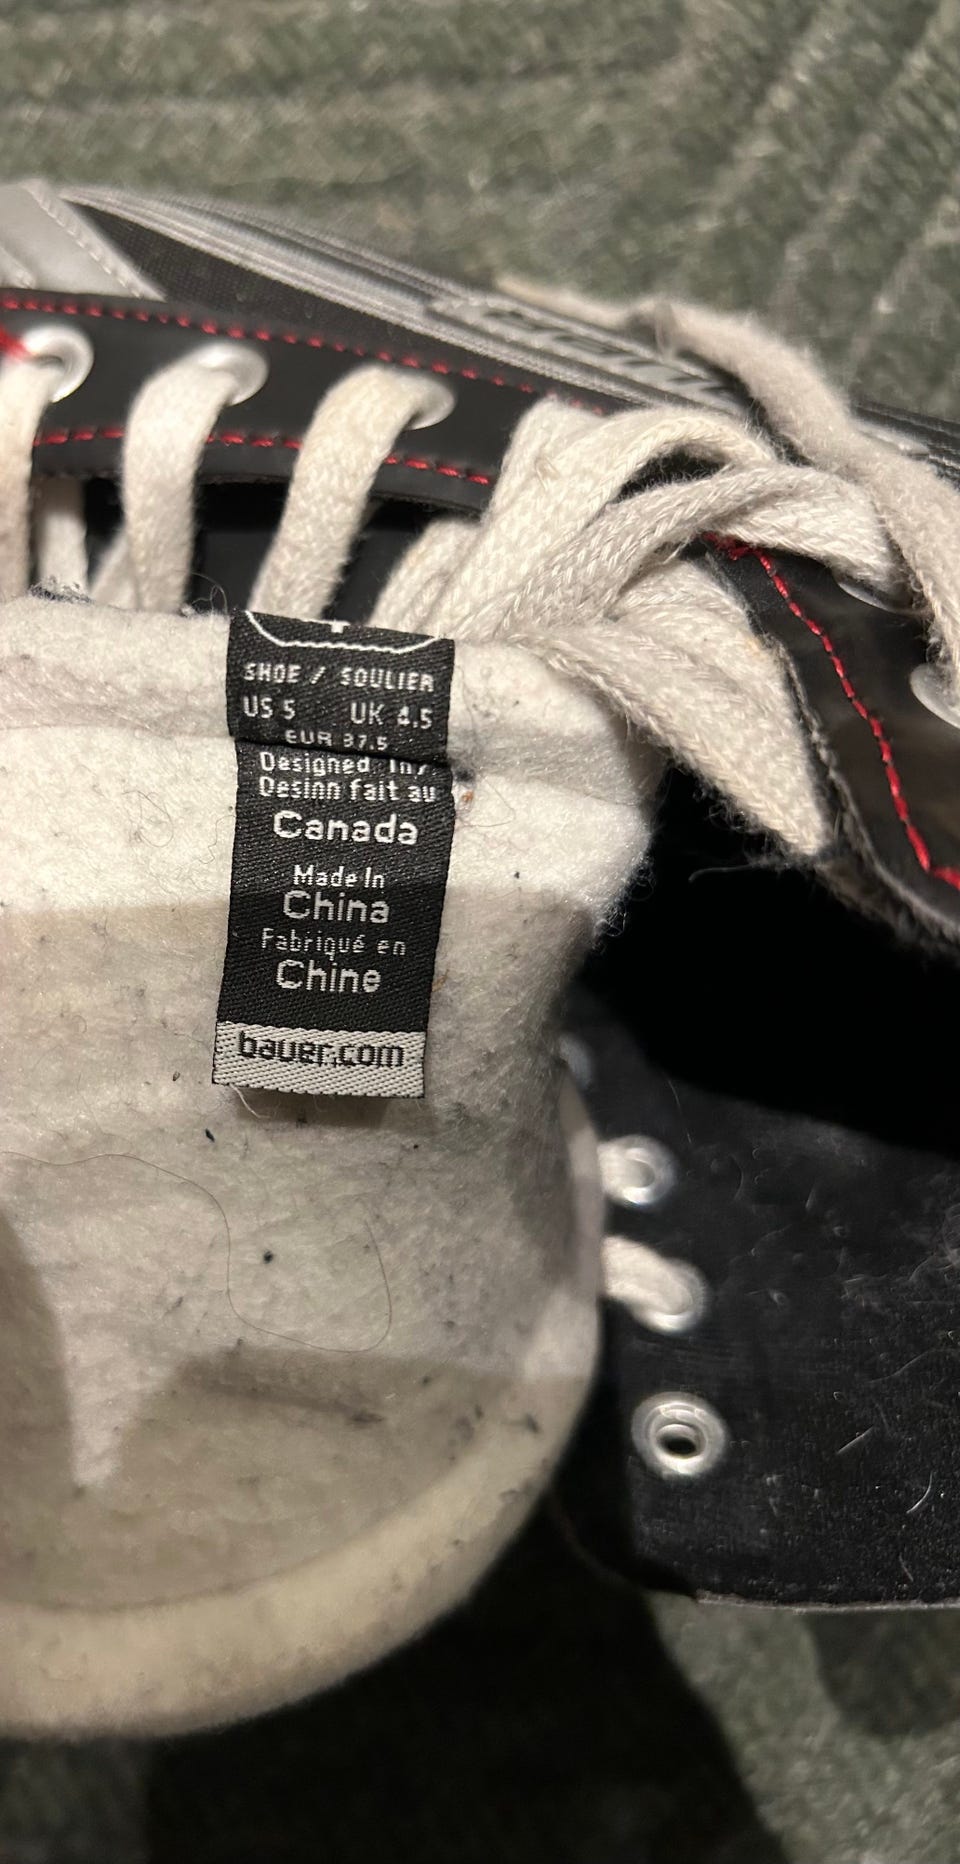 SHOE / SOULIER
US 5 UK 4.5
EUR 37.5
Designed In/
Desinn fait au
Canada
Made In
China
Fabriqué en
Chine
bauer.com